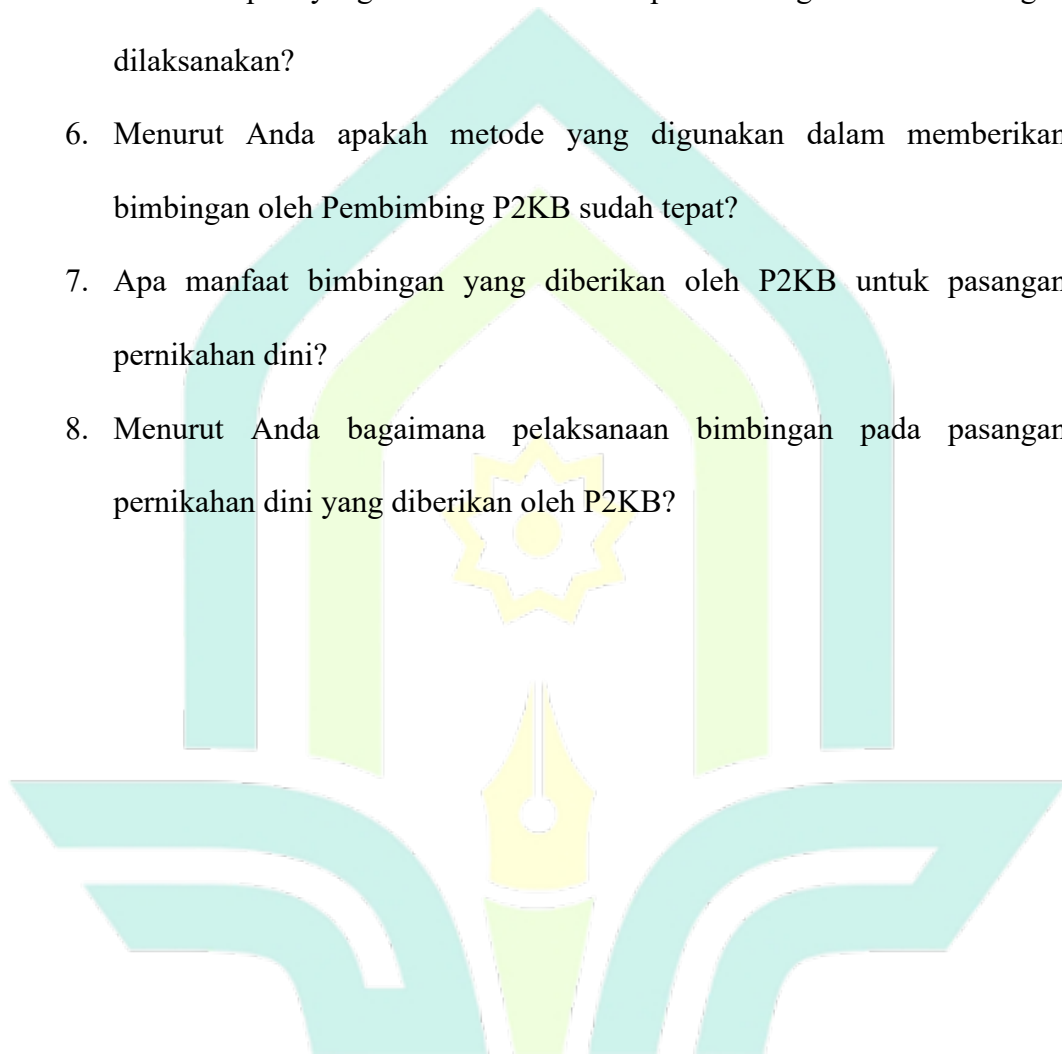 dilaksanakan?
6. Menurut Anda apakah metode yang digunakan dalam memberikan
bimbingan oleh Pembimbing P2KB sudah tepat?
7. Apa manfaat bimbingan yang diberikan oleh P2KB untuk pasangan
pernikahan dini?
8. Menurut Anda bagaimana pelaksanaan bimbingan pada pasangan
pernikahan dini yang diberikan oleh P2KB?